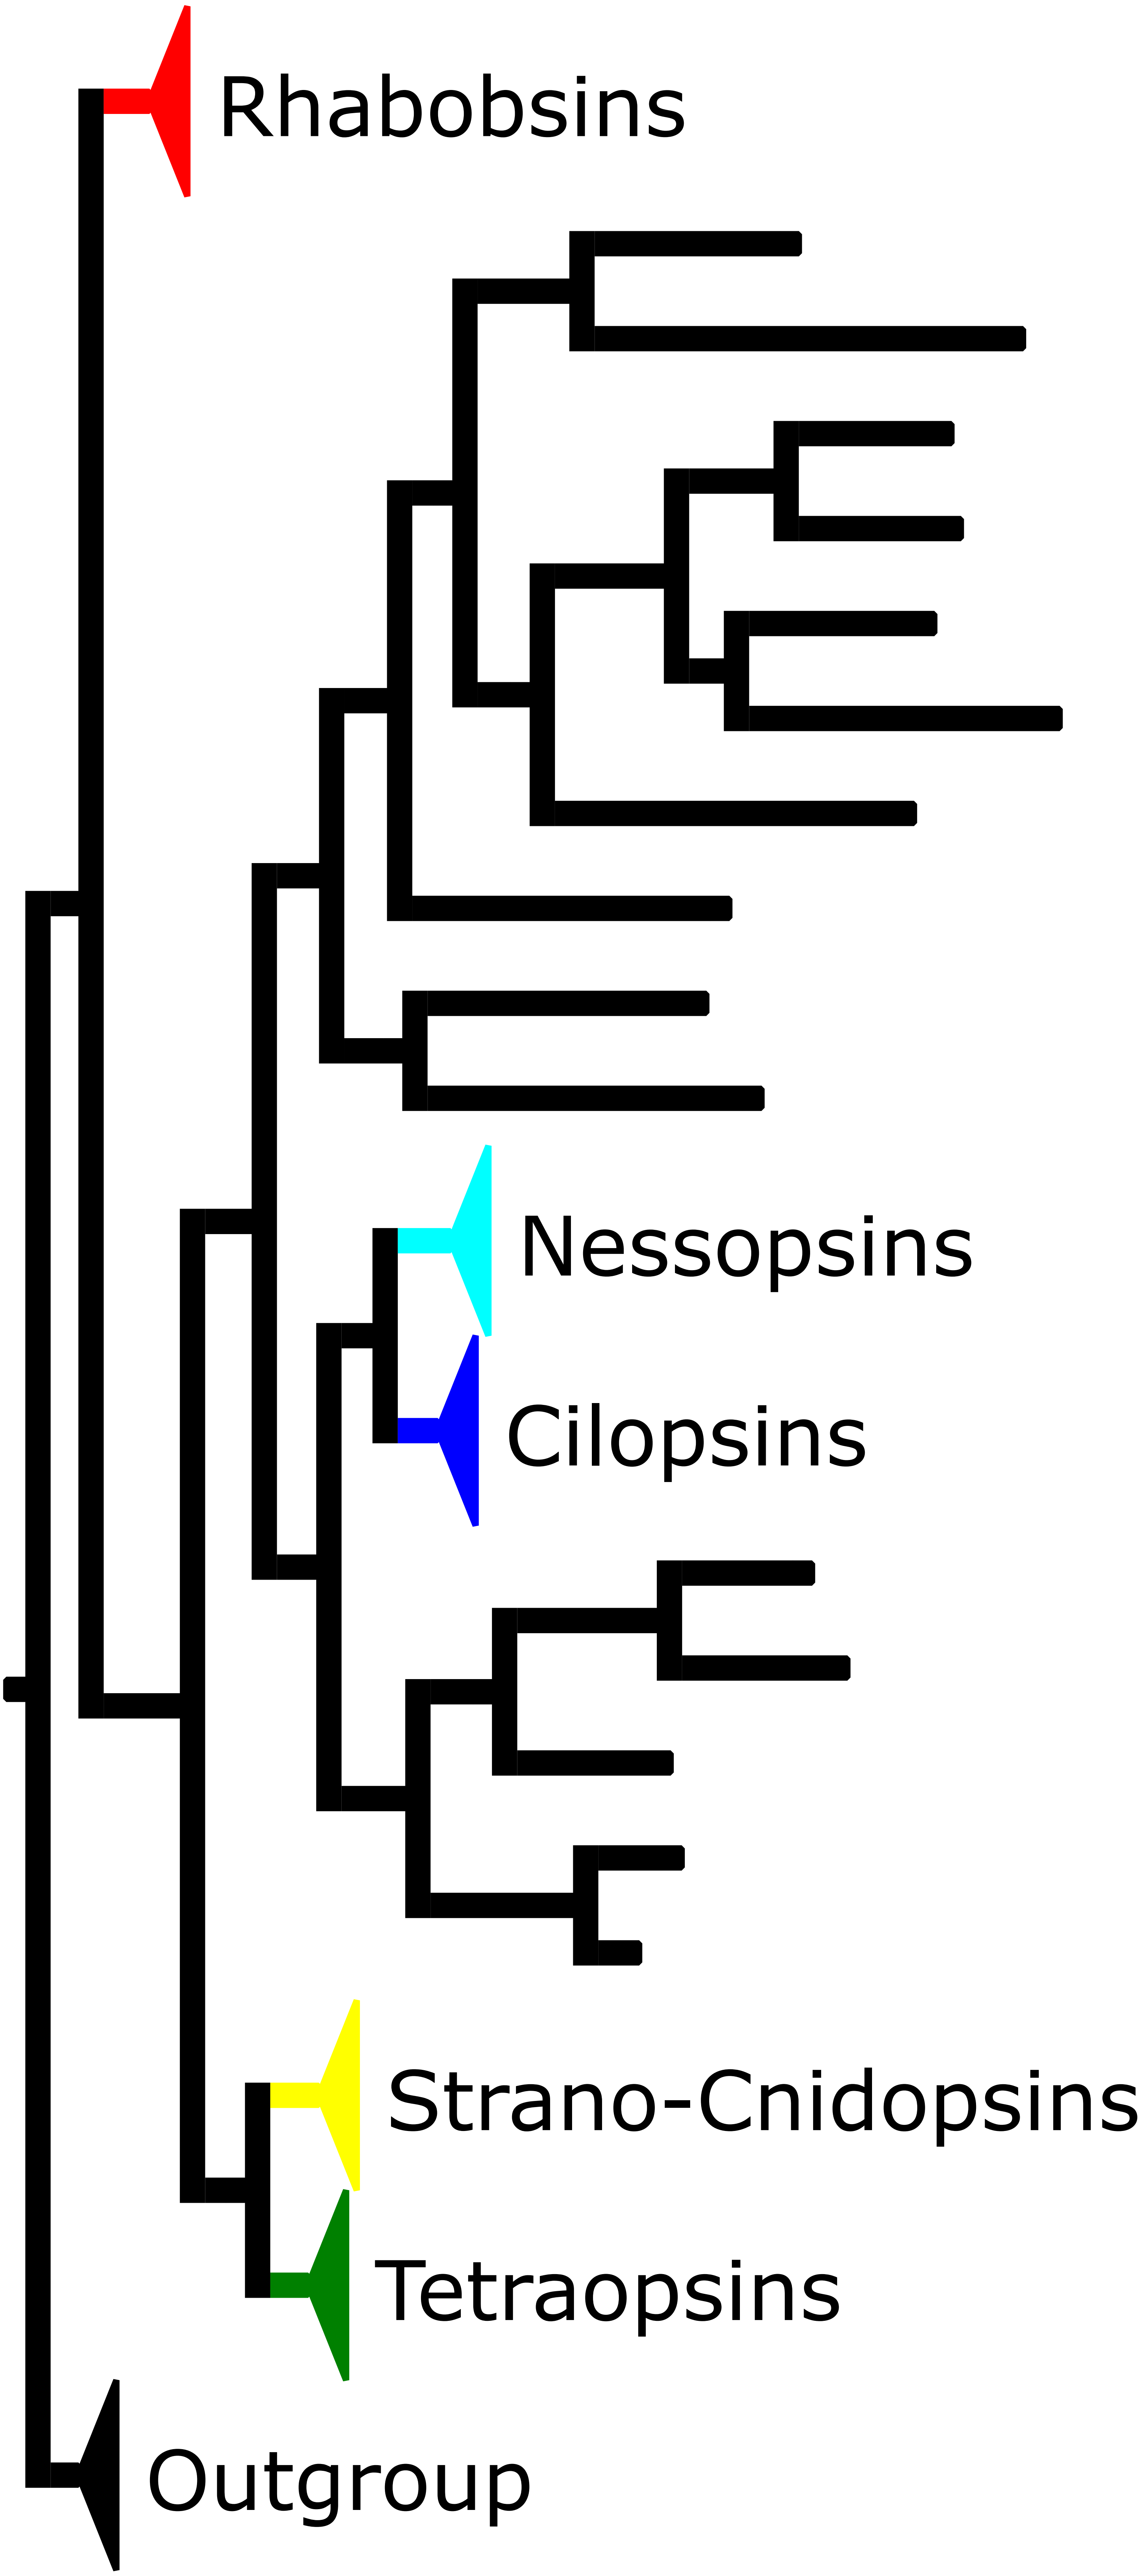 Rhabobsins
Nessopsins
Cilopsins
Strano-Cnidopsins
Tetraopsins
Outgroup